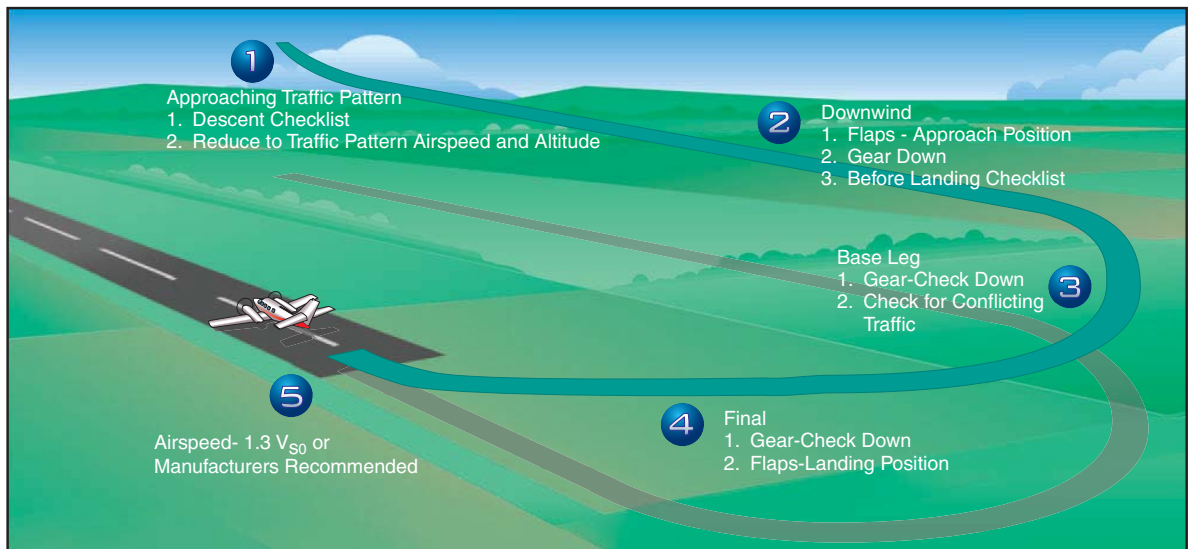 1
Approaching Traffic Pattern
1. Descent Checklist
2. Reduce to Traffic Pattern Airspeed and Altitude
2
Downwind
1. Flaps - Approach Position
2. Gear Down
3. Before Landing Checklist
3
Base Leg
1. Gear-Check Down
2. Check for Conflicting
Traffic
4
Final
1. Gear-Check Down
2. Flaps-Landing Position
5
Airspeed- 1.3 VS0 or
Manufacturers Recommended